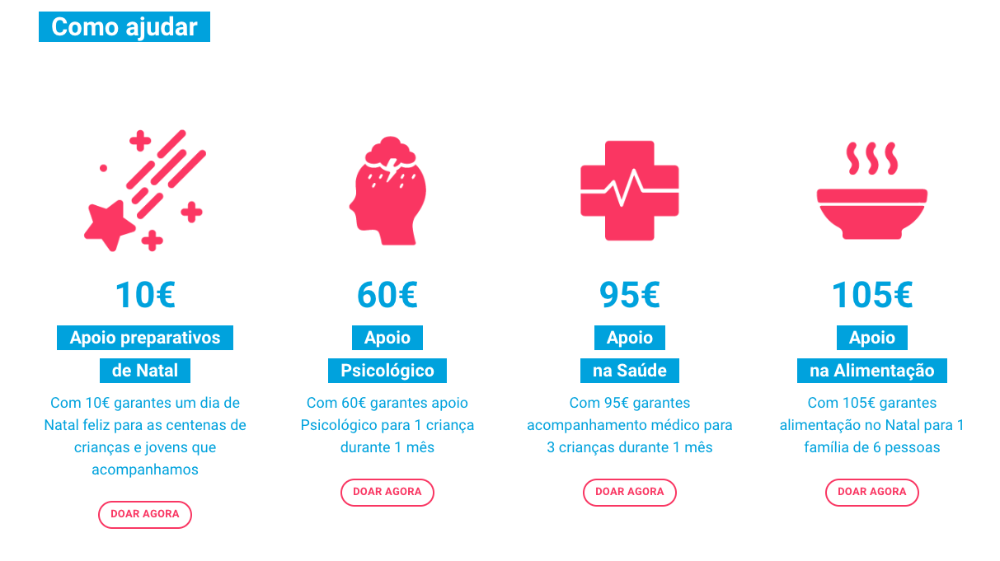 Como ajudar
10€
Apoio preparativos
de Natal
Com 10€ garantes um dia de
Natal feliz para as centenas de
crianças e jovens que
acompanhamos
DOAR AGORA
60€
Apoio
Psicológico
Com 60€ garantes apoio
Psicológico para 1 criança
durante 1 mês
DOAR AGORA
95€
Apoio
na Saúde
Com 95€ garantes
acompanhamento médico para
3 crianças durante 1 mês
DOAR AGORA
105€
Apoio
na Alimentação
Com 105€ garantes
alimentação no Natal para 1
família de 6 pessoas
DOAR AGORA